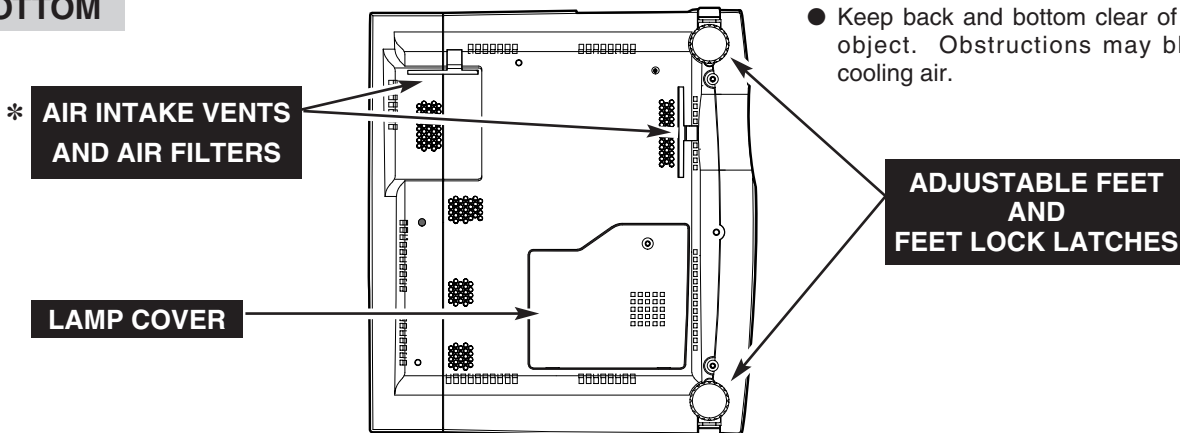 OTTOM
● Keep back and bottom clear of
object. Obstructions may bl
cooling air.
✻ AIR INTAKE VENTS
AND AIR FILTERS
ADJUSTABLE FEET
AND
FEET LOCK LATCHES
LAMP COVER